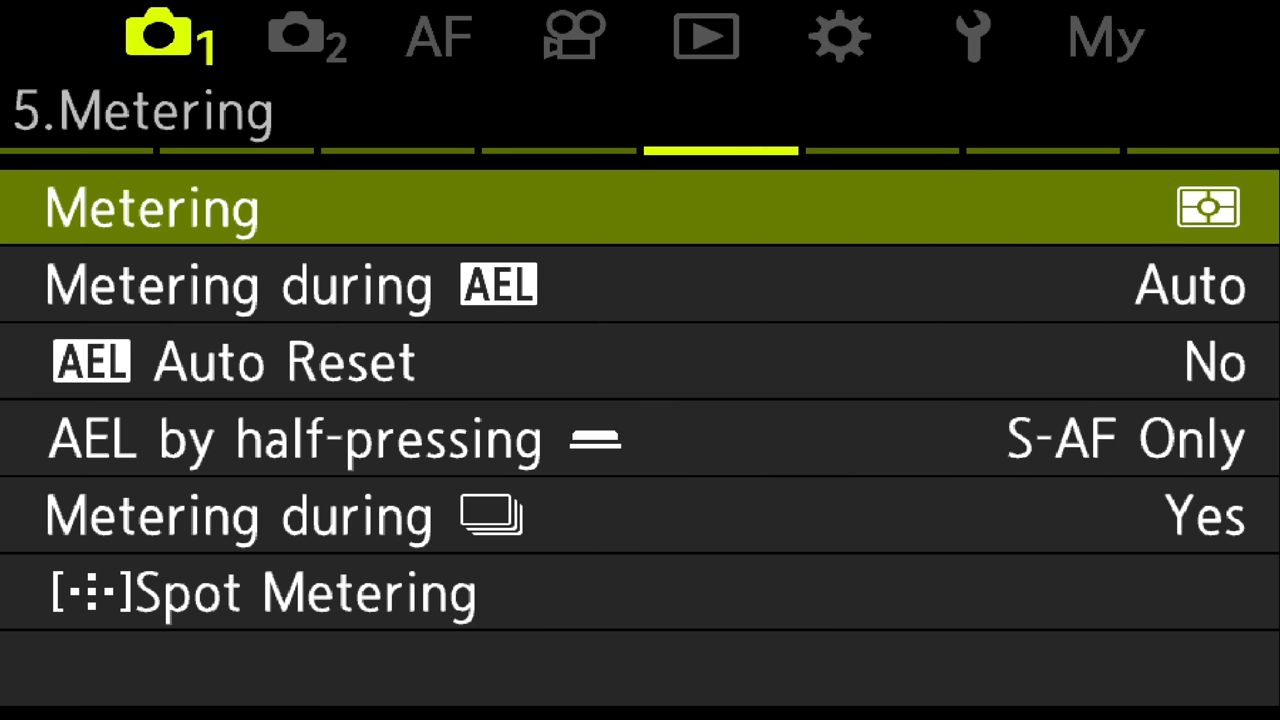 1 2 AF My
5.Metering
Metering
Metering during AEL Auto
AEL Auto Reset No
AEL by half-pressing S-AF Only
Metering during Yes
[]Spot Metering